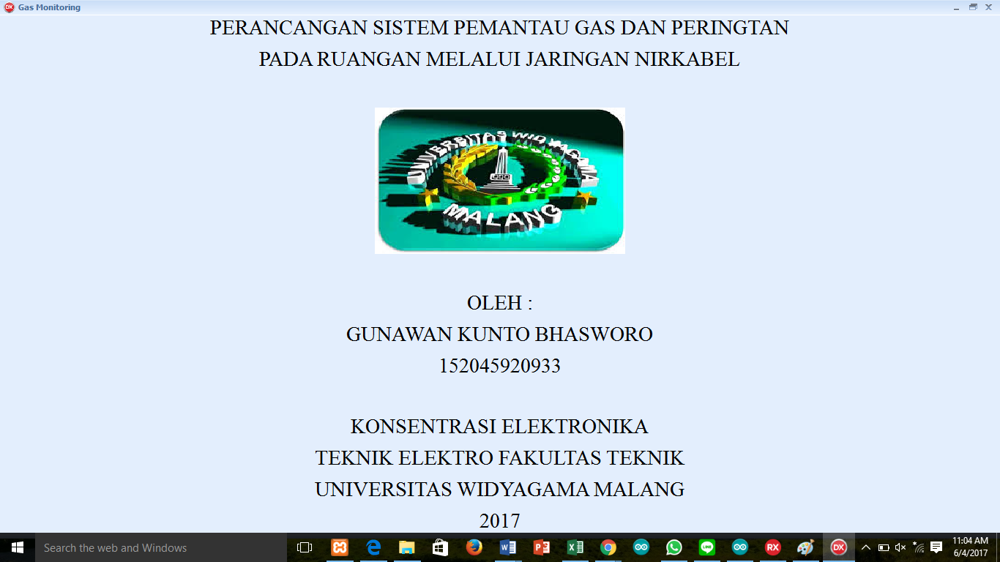 Gas Monitoring
PERANCANGAN SISTEM PEMANTAU GAS DAN PERINGTAN
PADA RUANGAN MELALUI JARINGAN NIRKABEL
UNIVERSITAS WIDYAGAMA
MALANG
OLEH :
GUNAWAN KUNTO BHASWORO
152045920933
KONSENTRASI ELEKTRONIKA
TEKNIK ELEKTRO FAKULTAS TEKNIK
UNIVERSITAS WIDYAGAMA MALANG
2017
Search the web and Windows
RX
DX
11:04 AM
6/4/2017